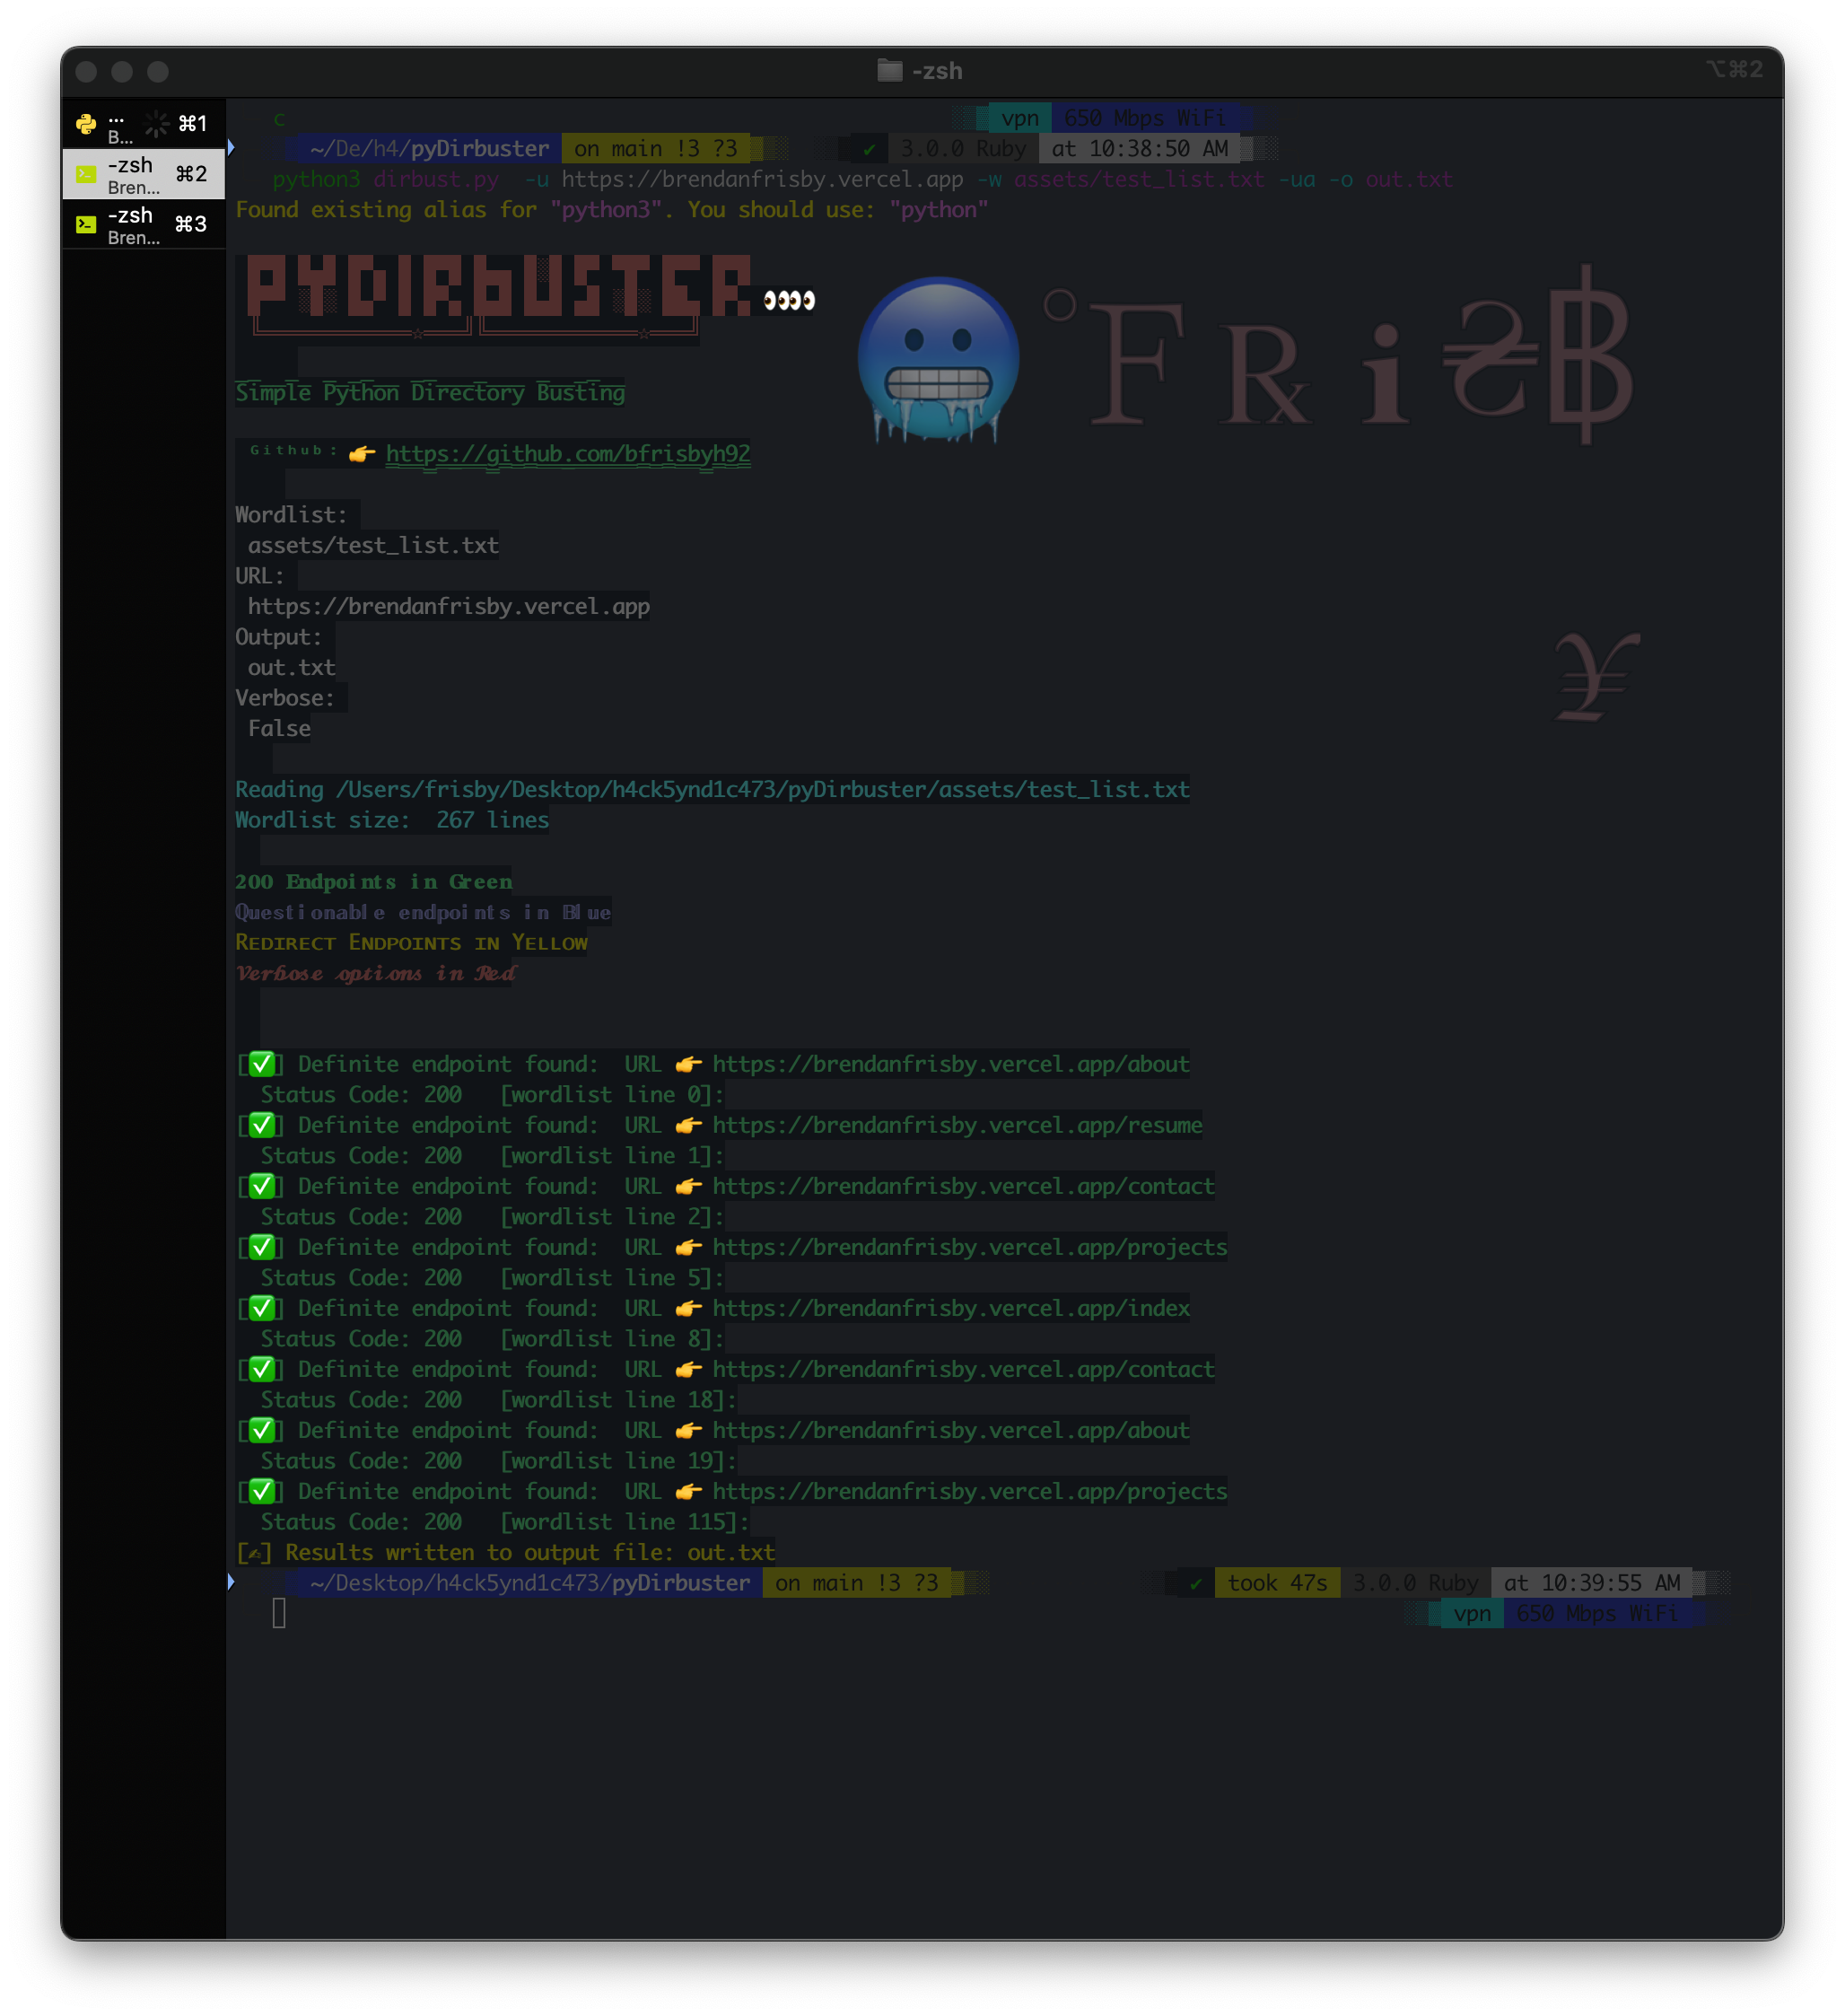 -zsh ⌥⌘2
... ⌘1
B...
-zsh ⌘2
Bren...
-zsh ⌘3
Bren...
c vpn 650 Mbps WiFi
~/De/h4/pyDirbuster on main !3 ?3 ✔ 3.0.0 Ruby at 10:38:50 AM
python3 dirbust.py -u https://brendanfrisby.vercel.app -w assets/test_list.txt -ua -o out.txt
Found existing alias for "python3". You should use: "python"
PYDIRbUSTER 👀👀
°FRi₴฿
Simple Python Directory Busting
Github: 👉 https://github.com/bfrisbyh92
Wordlist:
assets/test_list.txt
URL:
https://brendanfrisby.vercel.app
Output:
out.txt
¥
Verbose:
False
Reading /Users/frisby/Desktop/h4ck5ynd1c473/pyDirbuster/assets/test_list.txt
Wordlist size: 267 lines
200 Endpoints in Green
Questionable endpoints in Blue
Redirect Endpoints in Yellow
Verbose options in Red
[✅] Definite endpoint found: URL 👉 https://brendanfrisby.vercel.app/about
Status Code: 200 [wordlist line 0]:
[✅] Definite endpoint found: URL 👉 https://brendanfrisby.vercel.app/resume
Status Code: 200 [wordlist line 1]:
[✅] Definite endpoint found: URL 👉 https://brendanfrisby.vercel.app/contact
Status Code: 200 [wordlist line 2]:
[✅] Definite endpoint found: URL 👉 https://brendanfrisby.vercel.app/projects
Status Code: 200 [wordlist line 5]:
[✅] Definite endpoint found: URL 👉 https://brendanfrisby.vercel.app/index
Status Code: 200 [wordlist line 8]:
[✅] Definite endpoint found: URL 👉 https://brendanfrisby.vercel.app/contact
Status Code: 200 [wordlist line 18]:
[✅] Definite endpoint found: URL 👉 https://brendanfrisby.vercel.app/about
Status Code: 200 [wordlist line 19]:
[✅] Definite endpoint found: URL 👉 https://brendanfrisby.vercel.app/projects
Status Code: 200 [wordlist line 115]:
[✍] Results written to output file: out.txt
~/Desktop/h4ck5ynd1c473/pyDirbuster on main !3 ?3 ✔ took 47s 3.0.0 Ruby at 10:39:55 AM
vpn 650 Mbps WiFi